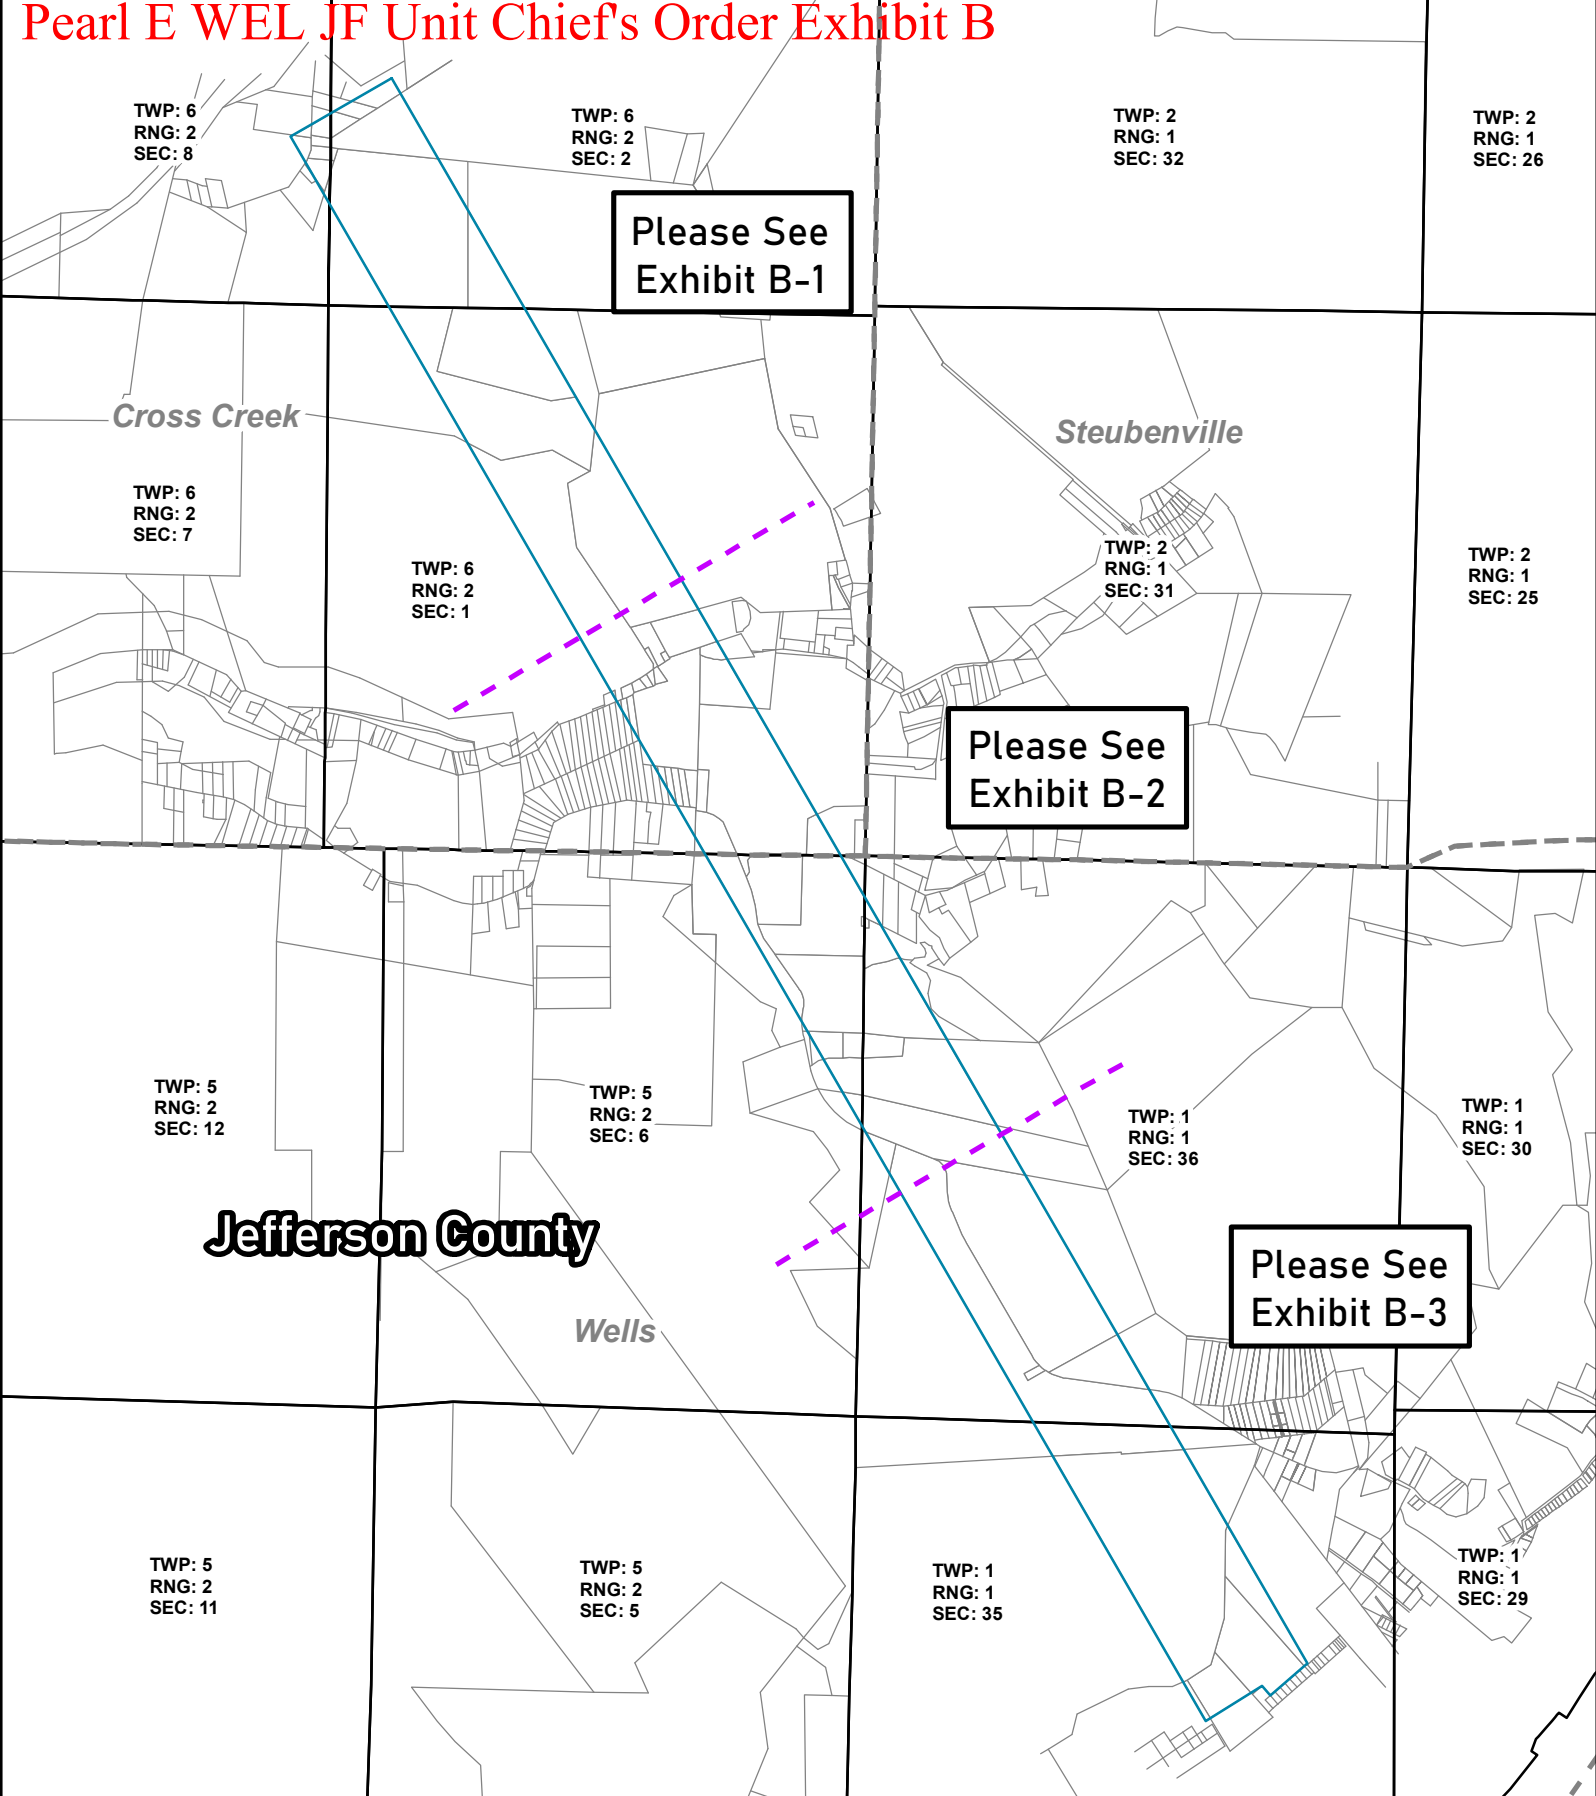 Pearl E WEL JF Unit Chief's Order Exhibit B
TWP: 6
RNG: 2
SEC: 8
TWP: 6
RNG: 2
SEC: 2
TWP: 2
RNG: 1
SEC: 32
TWP: 2
RNG: 1
SEC: 26
Please See
Exhibit B-1
Cross Creek
Steubenville
TWP: 6
RNG: 2
SEC: 7
TWP: 6
RNG: 2
SEC: 1
TWP: 2
RNG: 1
SEC: 31
TWP: 2
RNG: 1
SEC: 25
Please See
Exhibit B-2
TWP: 5
RNG: 2
SEC: 12
TWP: 5
RNG: 2
SEC: 6
TWP: 1
RNG: 1
SEC: 36
TWP: 1
RNG: 1
SEC: 30
Jefferson County
Please See
Exhibit B-3
Wells
TWP: 5
RNG: 2
SEC: 11
TWP: 5
RNG: 2
SEC: 5
TWP: 1
RNG: 1
SEC: 35
TWP: 1
RNG: 1
SEC: 29